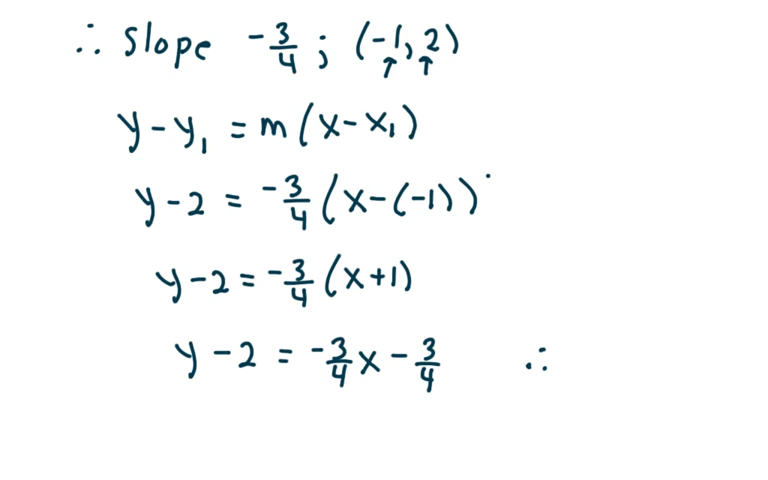 ∴ slope -3/4 ; (-1, 2)
↑ ↑
y - y₁ = m(x - x₁)
y - 2 = -3/4 (x - (-1))
y - 2 = -3/4 (x + 1)
y - 2 = -3/4 x - 3/4 ∴